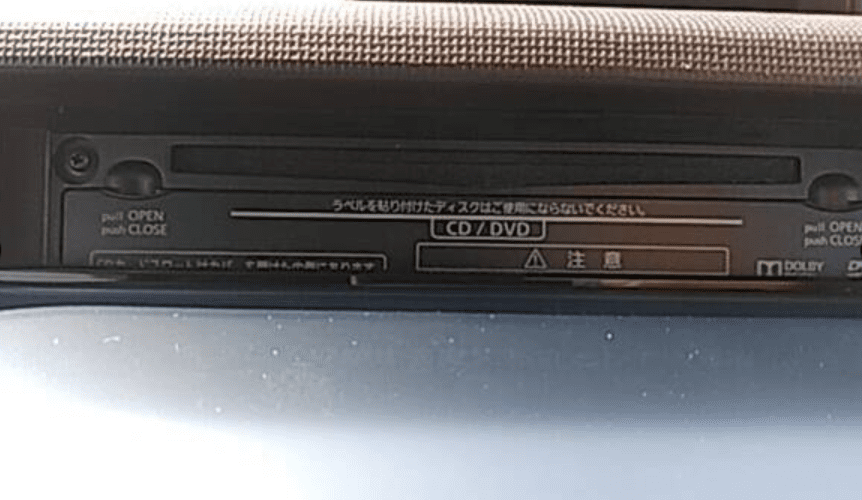 ラベルを貼り付けたディスクはご使用にならないでください。
pull OPEN
push CLOSE
CD / DVD
pull OPEN
push CLOSE
注 意
DOLBY